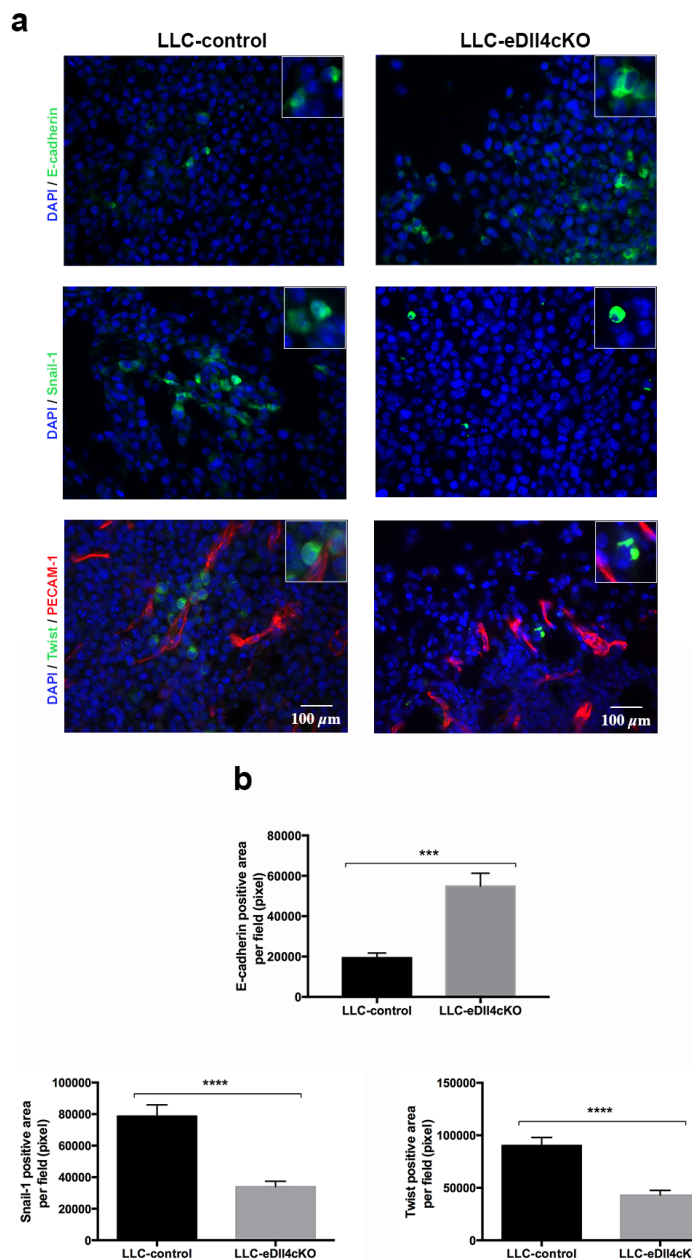 a
LLC-control
LLC-eDll4cKO
DAPI / E-cadherin
DAPI / Snail-1
DAPI / Twist / PECAM-1
100 µm
100 µm
b
E-cadherin positive area
per field (pixel)
80000
60000
40000
20000
0
***
LLC-control
LLC-eDll4cKO
Snail-1 positive area
per field (pixel)
100000
80000
60000
40000
20000
0
****
LLC-control
LLC-eDll4cKO
Twist positive area
per field (pixel)
150000
100000
50000
0
****
LLC-control
LLC-eDll4cK